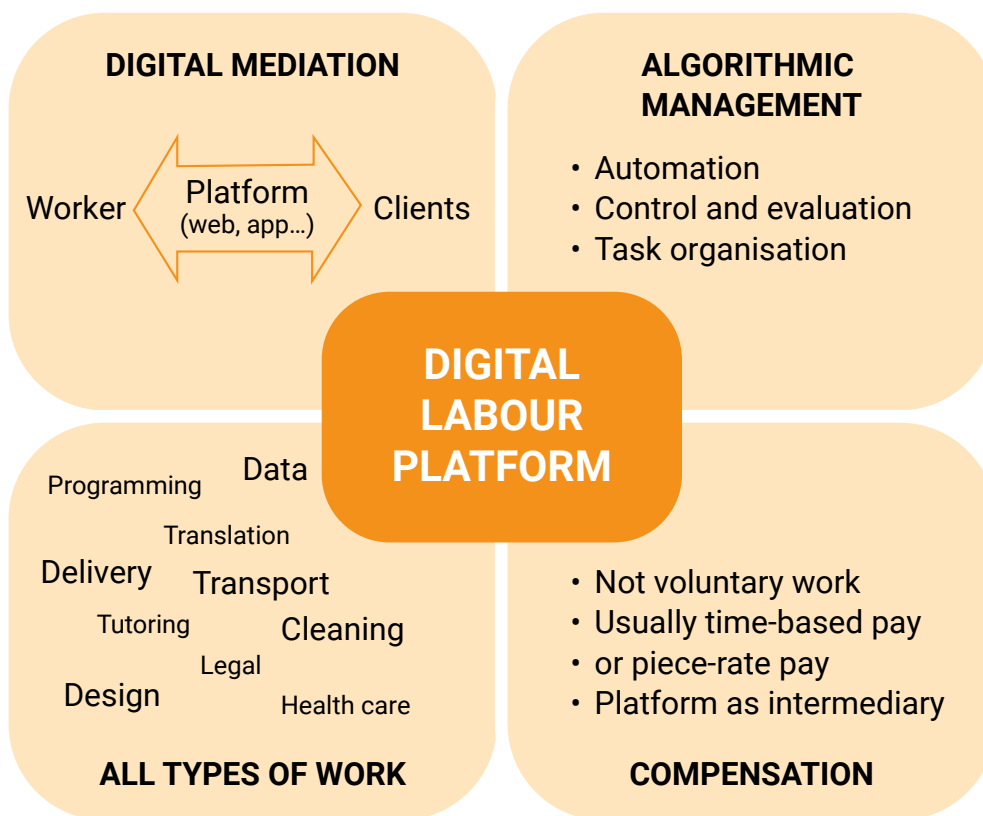 DIGITAL MEDIATION
Worker
Platform
(web, app…)
Clients
ALGORITHMIC
MANAGEMENT
• Automation
• Control and evaluation
• Task organisation
DIGITAL
LABOUR
PLATFORM
Programming
Data
Translation
Delivery
Transport
Tutoring
Cleaning
Legal
Design
Health care
ALL TYPES OF WORK
• Not voluntary work
• Usually time-based pay
• or piece-rate pay
• Platform as intermediary
COMPENSATION